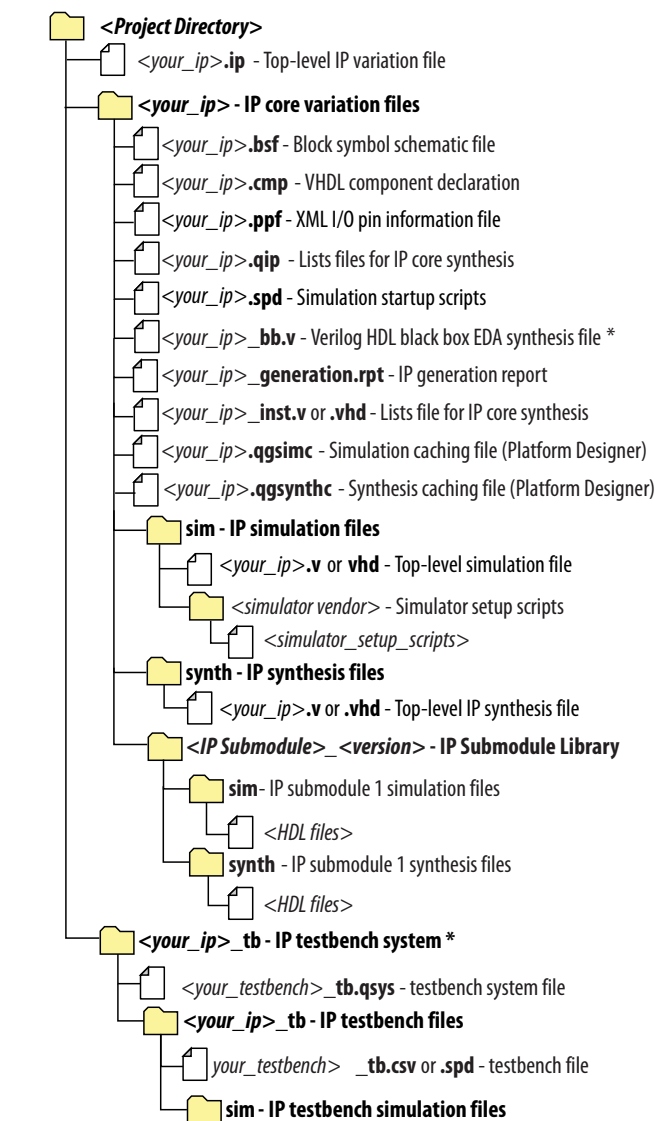 <Project Directory>
<your_ip>.ip - Top-level IP variation file
<your_ip> - IP core variation files
<your_ip>.bsf - Block symbol schematic file
<your_ip>.cmp - VHDL component declaration
<your_ip>.ppf - XML I/O pin information file
<your_ip>.qip - Lists files for IP core synthesis
<your_ip>.spd - Simulation startup scripts
<your_ip>_bb.v - Verilog HDL black box EDA synthesis file *
<your_ip>_generation.rpt - IP generation report
<your_ip>_inst.v or .vhd - Lists file for IP core synthesis
<your_ip>.qgsimc - Simulation caching file (Platform Designer)
<your_ip>.qgsynthc - Synthesis caching file (Platform Designer)
sim - IP simulation files
<your_ip>.v or vhd - Top-level simulation file
<simulator vendor> - Simulator setup scripts
<simulator_setup_scripts>
synth - IP synthesis files
<your_ip>.v or .vhd - Top-level IP synthesis file
<IP Submodule>_<version> - IP Submodule Library
sim- IP submodule 1 simulation files
<HDL files>
synth - IP submodule 1 synthesis files
<HDL files>
<your_ip>_tb - IP testbench system *
<your_testbench>_tb.qsys - testbench system file
<your_ip>_tb - IP testbench files
your_testbench> _tb.csv or .spd - testbench file
sim - IP testbench simulation files